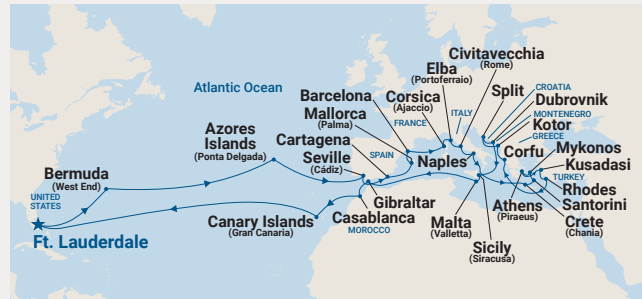 Civitavecchia
(Rome)
Elba
(Portoferraio)
Split
Atlantic Ocean
CROATIA
Barcelona
Corsica
(Ajaccio)
Dubrovnik
Mallorca
(Palma)
ITALY
MONTENEGRO
FRANCE
Kotor
Azores
Islands
(Ponta Delgada)
GREECE
Cartagena
Mykonos
Seville
(Cádiz)
SPAIN
Naples
Corfu
Kusadasi
Bermuda
(West End)
TURKEY
UNITED
STATES
Rhodes
Gibraltar
Athens
(Piraeus)
Santorini
Canary Islands
(Gran Canaria)
Casablanca
MOROCCO
Malta
(Valletta)
Crete
(Chania)
Ft. Lauderdale
Sicily
(Siracusa)